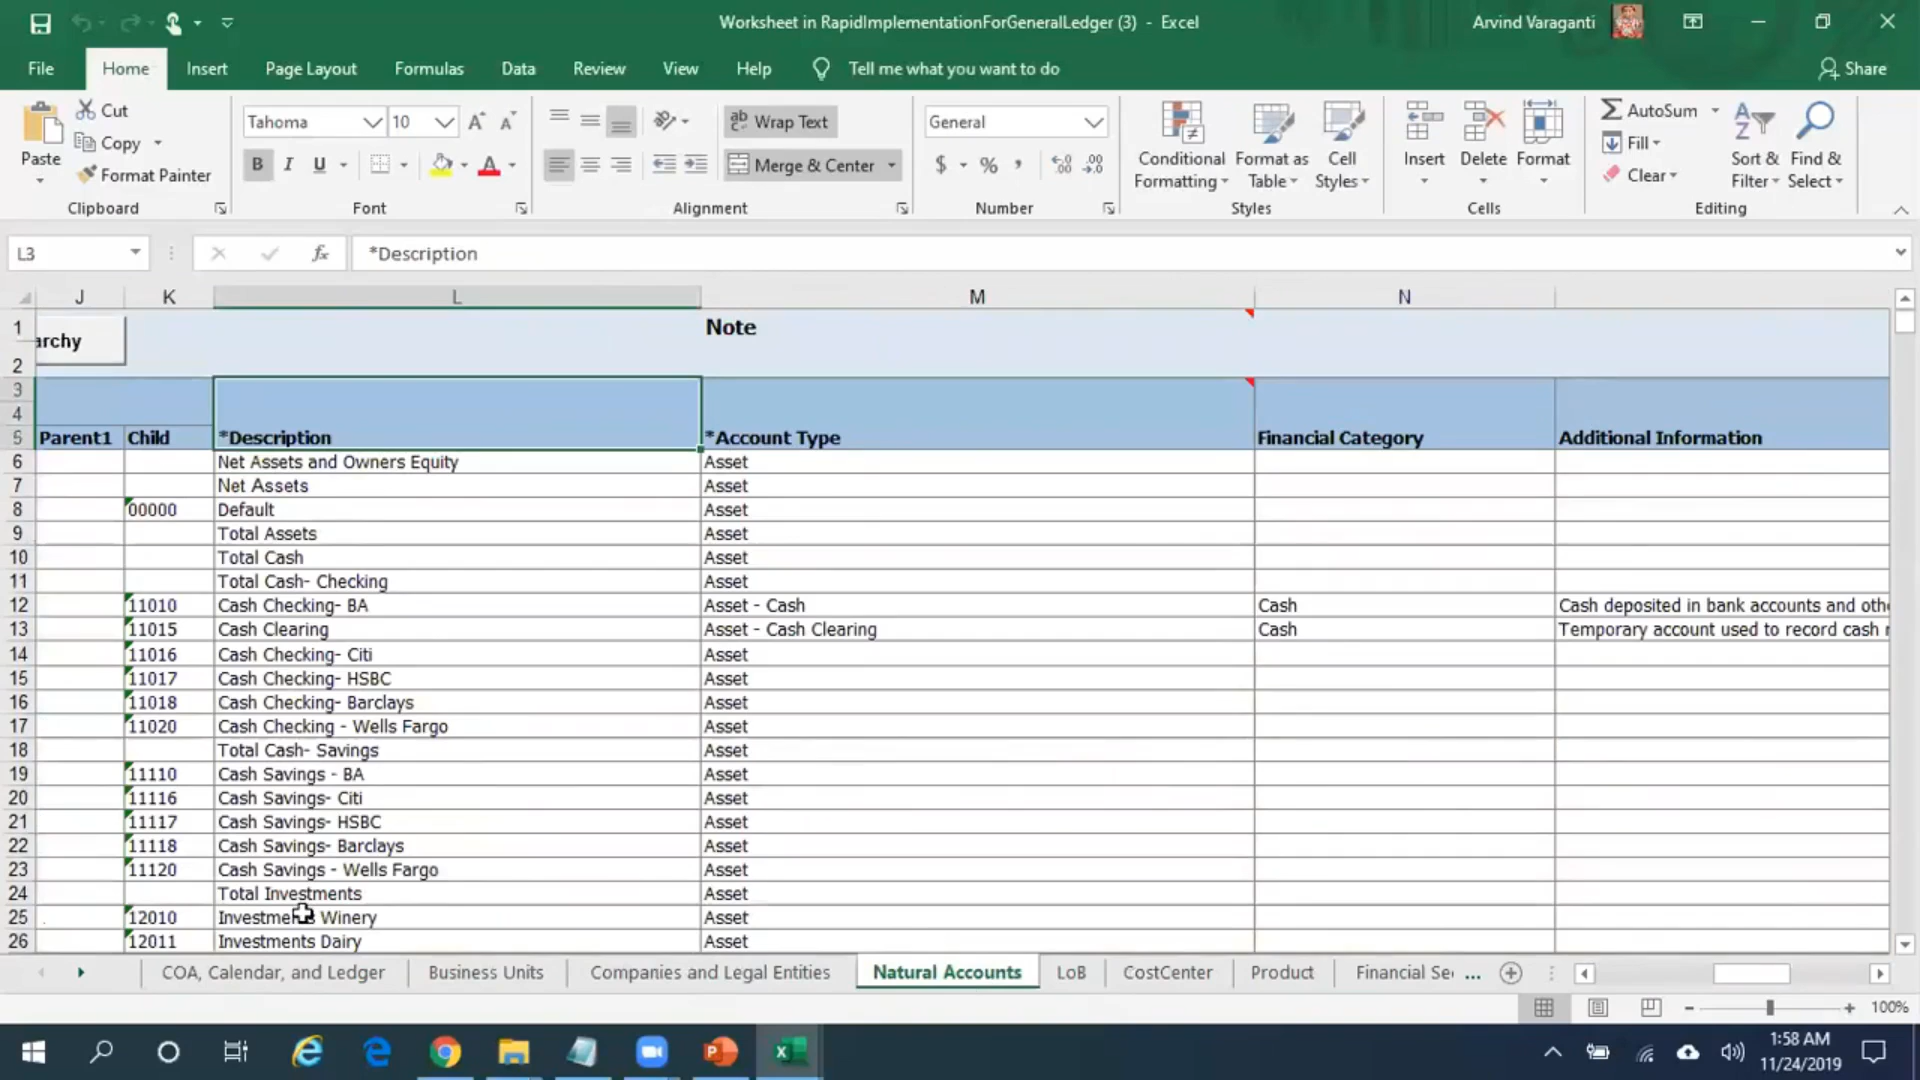 Worksheet in RapidImplementationForGeneralLedger (3) - Excel
Arvind Varaganti
File Home Insert Page Layout Formulas Data Review View Help Tell me what you want to do Share
Paste Cut Copy Format Painter Clipboard
Tahoma 10 B I U A Font
Wrap Text Merge & Center Alignment
General $ % Number
Conditional Formatting Format as Table Cell Styles Styles
Insert Delete Format Cells
AutoSum Fill Clear Sort & Filter Find & Select Editing
L3 fx *Description
J K L M N
1 archy Note
2
3
4
5 Parent1 Child *Description *Account Type Financial Category Additional Information
6 Net Assets and Owners Equity Asset
7 Net Assets Asset
8 00000 Default Asset
9 Total Assets Asset
10 Total Cash Asset
11 Total Cash- Checking Asset
12 11010 Cash Checking- BA Asset - Cash Cash Cash deposited in bank accounts and oth
13 11015 Cash Clearing Asset - Cash Clearing Cash Temporary account used to record cash
14 11016 Cash Checking- Citi Asset
15 11017 Cash Checking- HSBC Asset
16 11018 Cash Checking- Barclays Asset
17 11020 Cash Checking - Wells Fargo Asset
18 Total Cash- Savings Asset
19 11110 Cash Savings - BA Asset
20 11116 Cash Savings- Citi Asset
21 11117 Cash Savings- HSBC Asset
22 11118 Cash Savings- Barclays Asset
23 11120 Cash Savings - Wells Fargo Asset
24 Total Investments Asset
25 12010 Investments Winery Asset
26 12011 Investments Dairy Asset
COA, Calendar, and Ledger Business Units Companies and Legal Entities Natural Accounts LoB CostCenter Product Financial Se ...
100%
1:58 AM
11/24/2019